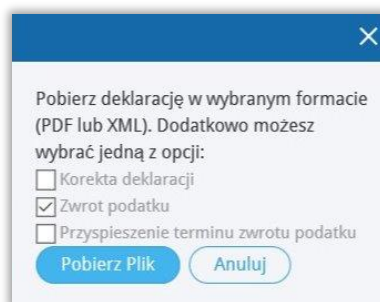 Pobierz deklarację w wybranym formacie
(PDF lub XML). Dodatkowo możesz
wybrać jedną z opcji:
Korekta deklaracji
Zwrot podatku
Przyspieszenie terminu zwrotu podatku
Pobierz Plik
Anuluj